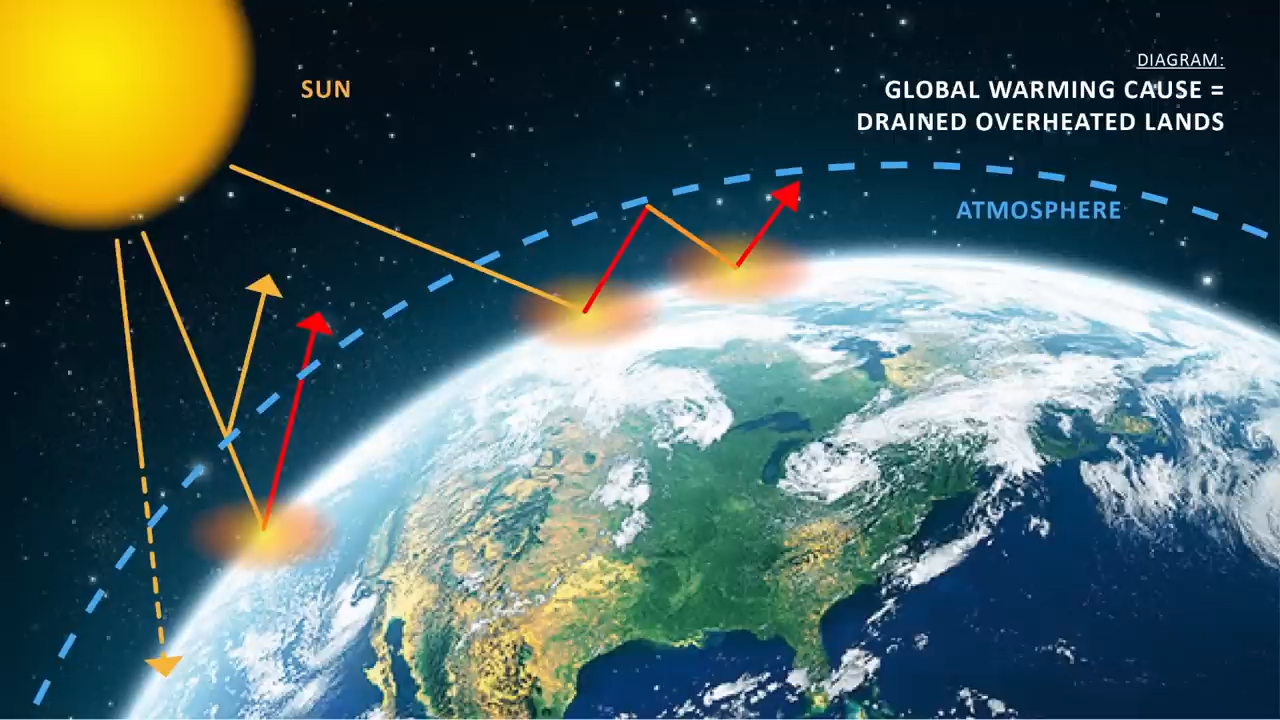 SUN
DIAGRAM:
GLOBAL WARMING CAUSE =
DRAINED OVERHEATED LANDS
ATMOSPHERE